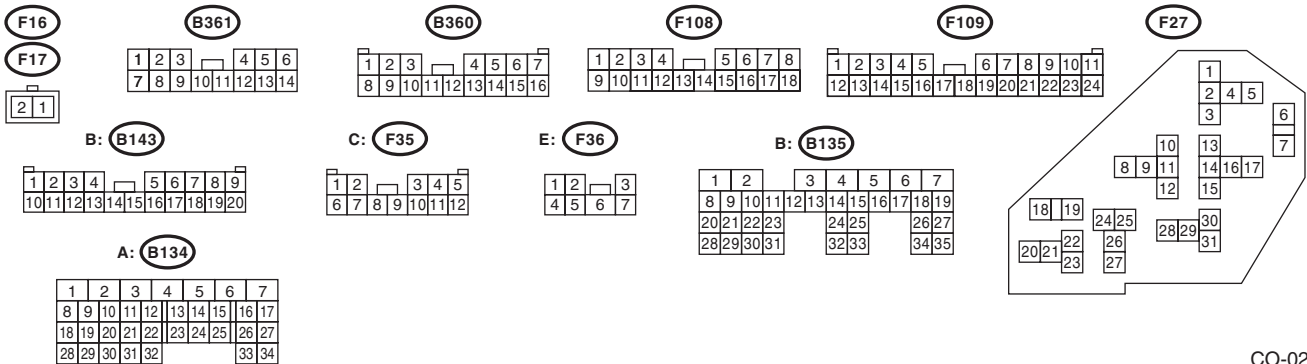 F16 B361 B360 F108 F109 F27
F17
1 2 3 4 5 6
7 8 9 10 11 12 13 14
1 2 3 4 5 6 7
8 9 10 11 12 13 14 15 16
1 2 3 4 5 6 7 8
9 10 11 12 13 14 15 16 17 18
1 2 3 4 5 6 7 8 9 10 11
12 13 14 15 16 17 18 19 20 21 22 23 24
2 1
B: B143
1 2 3 4 5 6 7 8 9
10 11 12 13 14 15 16 17 18 19 20
C: F35
1 2 3 4 5
6 7 8 9 10 11 12
E: F36
1 2 3
4 5 6 7
B: B135
1 2 3 4 5 6 7
8 9 10 11 12 13 14 15 16 17 18 19
20 21 22 23 24 25 26 27
28 29 30 31 32 33 34 35
1
2 4 5
3 6
7
10 13
8 9 11 14 16 17
12 15
18 19
24 25 30
28 29
20 21 22 26 31
23 27
A: B134
1 2 3 4 5 6 7
8 9 10 11 12 13 14 15 16 17
18 19 20 21 22 23 24 25 26 27
28 29 30 31 32 33 34
CO-02